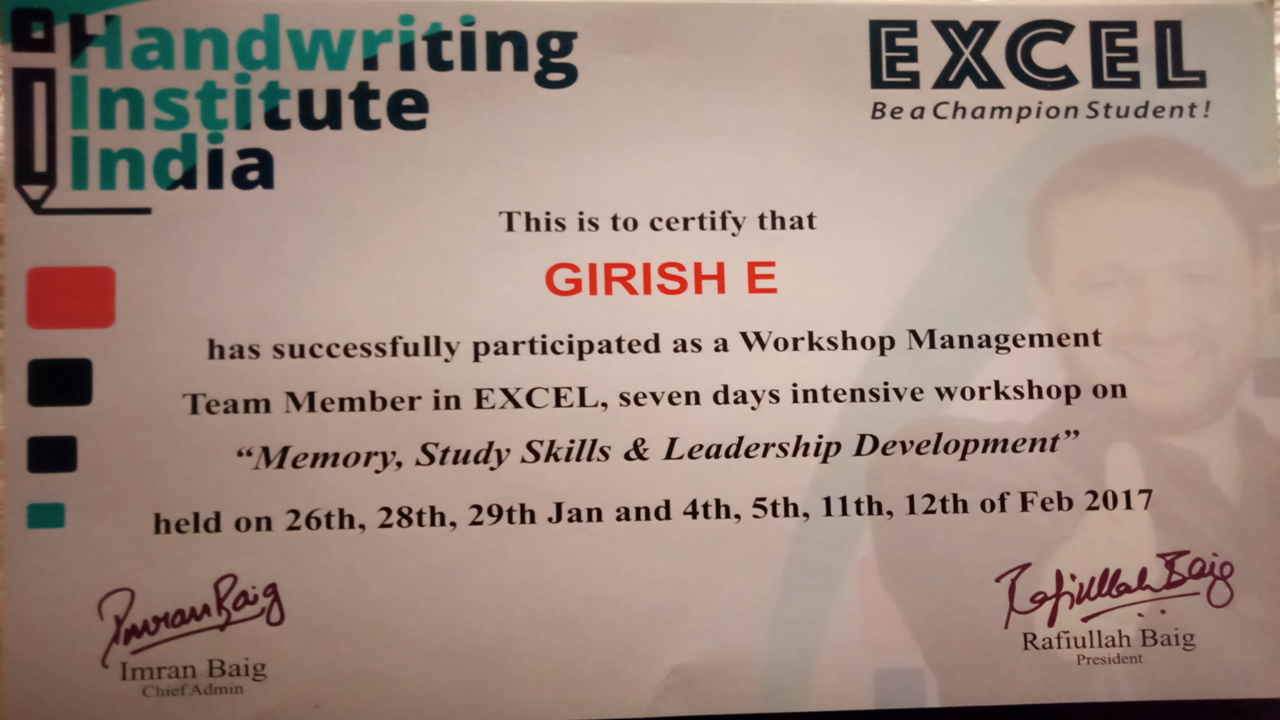 Handwriting
Institute
India
EXCEL
Be a Champion Student!
This is to certify that
GIRISH E
has successfully participated as a Workshop Management
Team Member in EXCEL, seven days intensive workshop on
“Memory, Study Skills & Leadership Development”
held on 26th, 28th, 29th Jan and 4th, 5th, 11th, 12th of Feb 2017
Imran Baig
Imran Baig
Chief Admin
Rafiullah Baig
Rafiullah Baig
President